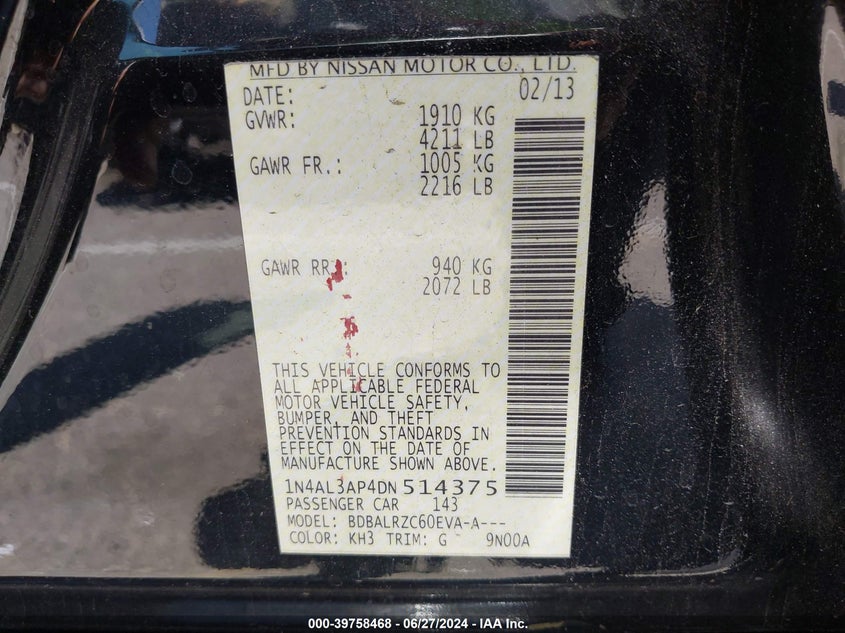 MFD BY NISSAN MOTOR CO., LTD.
DATE: 02/13
GVWR: 1910 KG
4211 LB
GAWR FR.: 1005 KG
2216 LB
GAWR RR.: 940 KG
2072 LB
THIS VEHICLE CONFORMS TO
ALL APPLICABLE FEDERAL
MOTOR VEHICLE SAFETY,
BUMPER, AND THEFT
PREVENTION STANDARDS IN
EFFECT ON THE DATE OF
MANUFACTURE SHOWN ABOVE.
1N4AL3AP4DN514375
PASSENGER CAR 143
MODEL: BDBALRZC60EVA-A---
COLOR: KH3 TRIM: G 9N00A
000-39758468 - 06/27/2024 - IAA Inc.